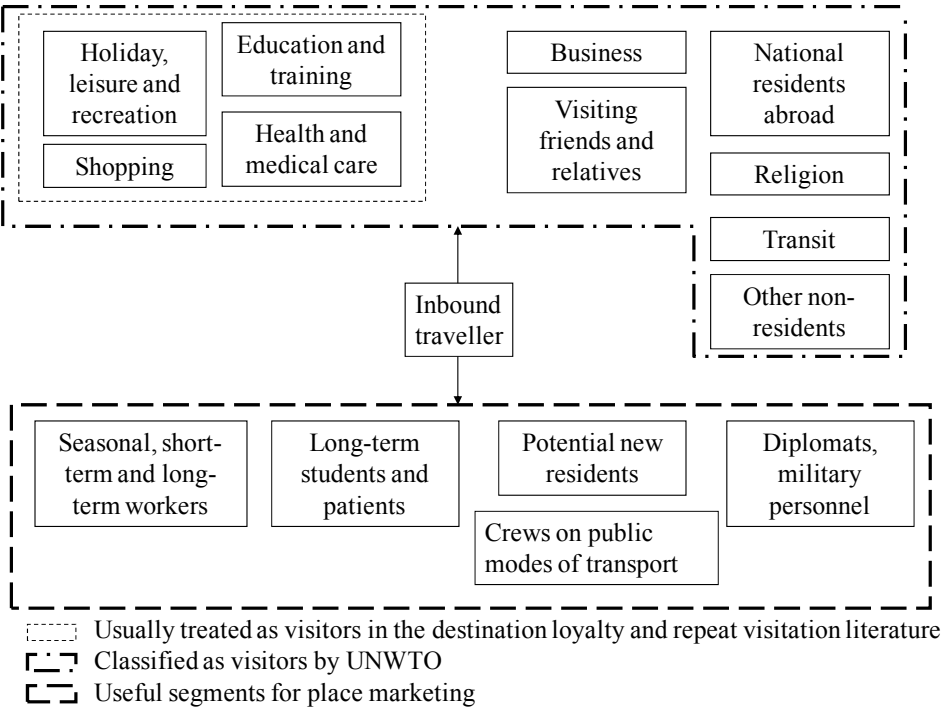 Holiday,
leisure and
recreation
Shopping
Education and
training
Health and
medical care
Business
Visiting
friends and
relatives
National
residents
abroad
Religion
Transit
Other non-
residents
Inbound
traveller
Seasonal, short-
term and long-
term workers
Long-term
students and
patients
Potential new
residents
Crews on public
modes of transport
Diplomats,
military
personnel
Usually treated as visitors in the destination loyalty and repeat visitation literature
Classified as visitors by UNWTO
Useful segments for place marketing